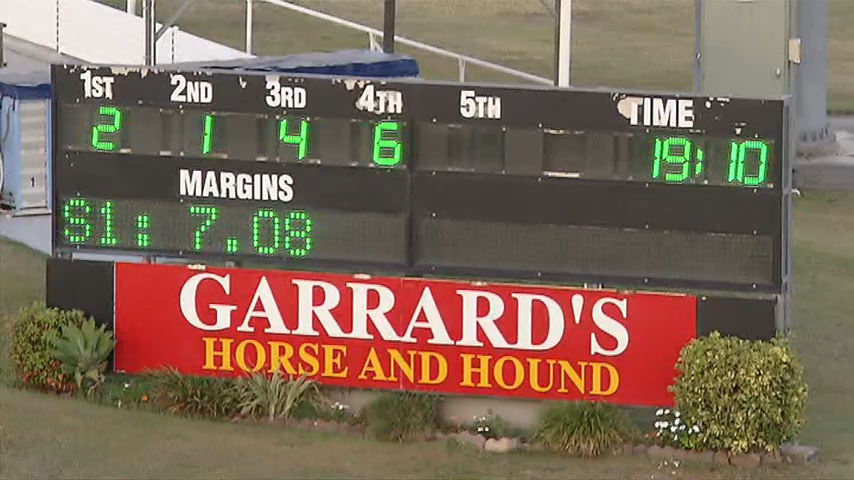 1ST 2ND 3RD 4TH 5TH TIME
2 1 4 6 19:10
MARGINS
S1: 7.08
GARRARD'S
HORSE AND HOUND
1